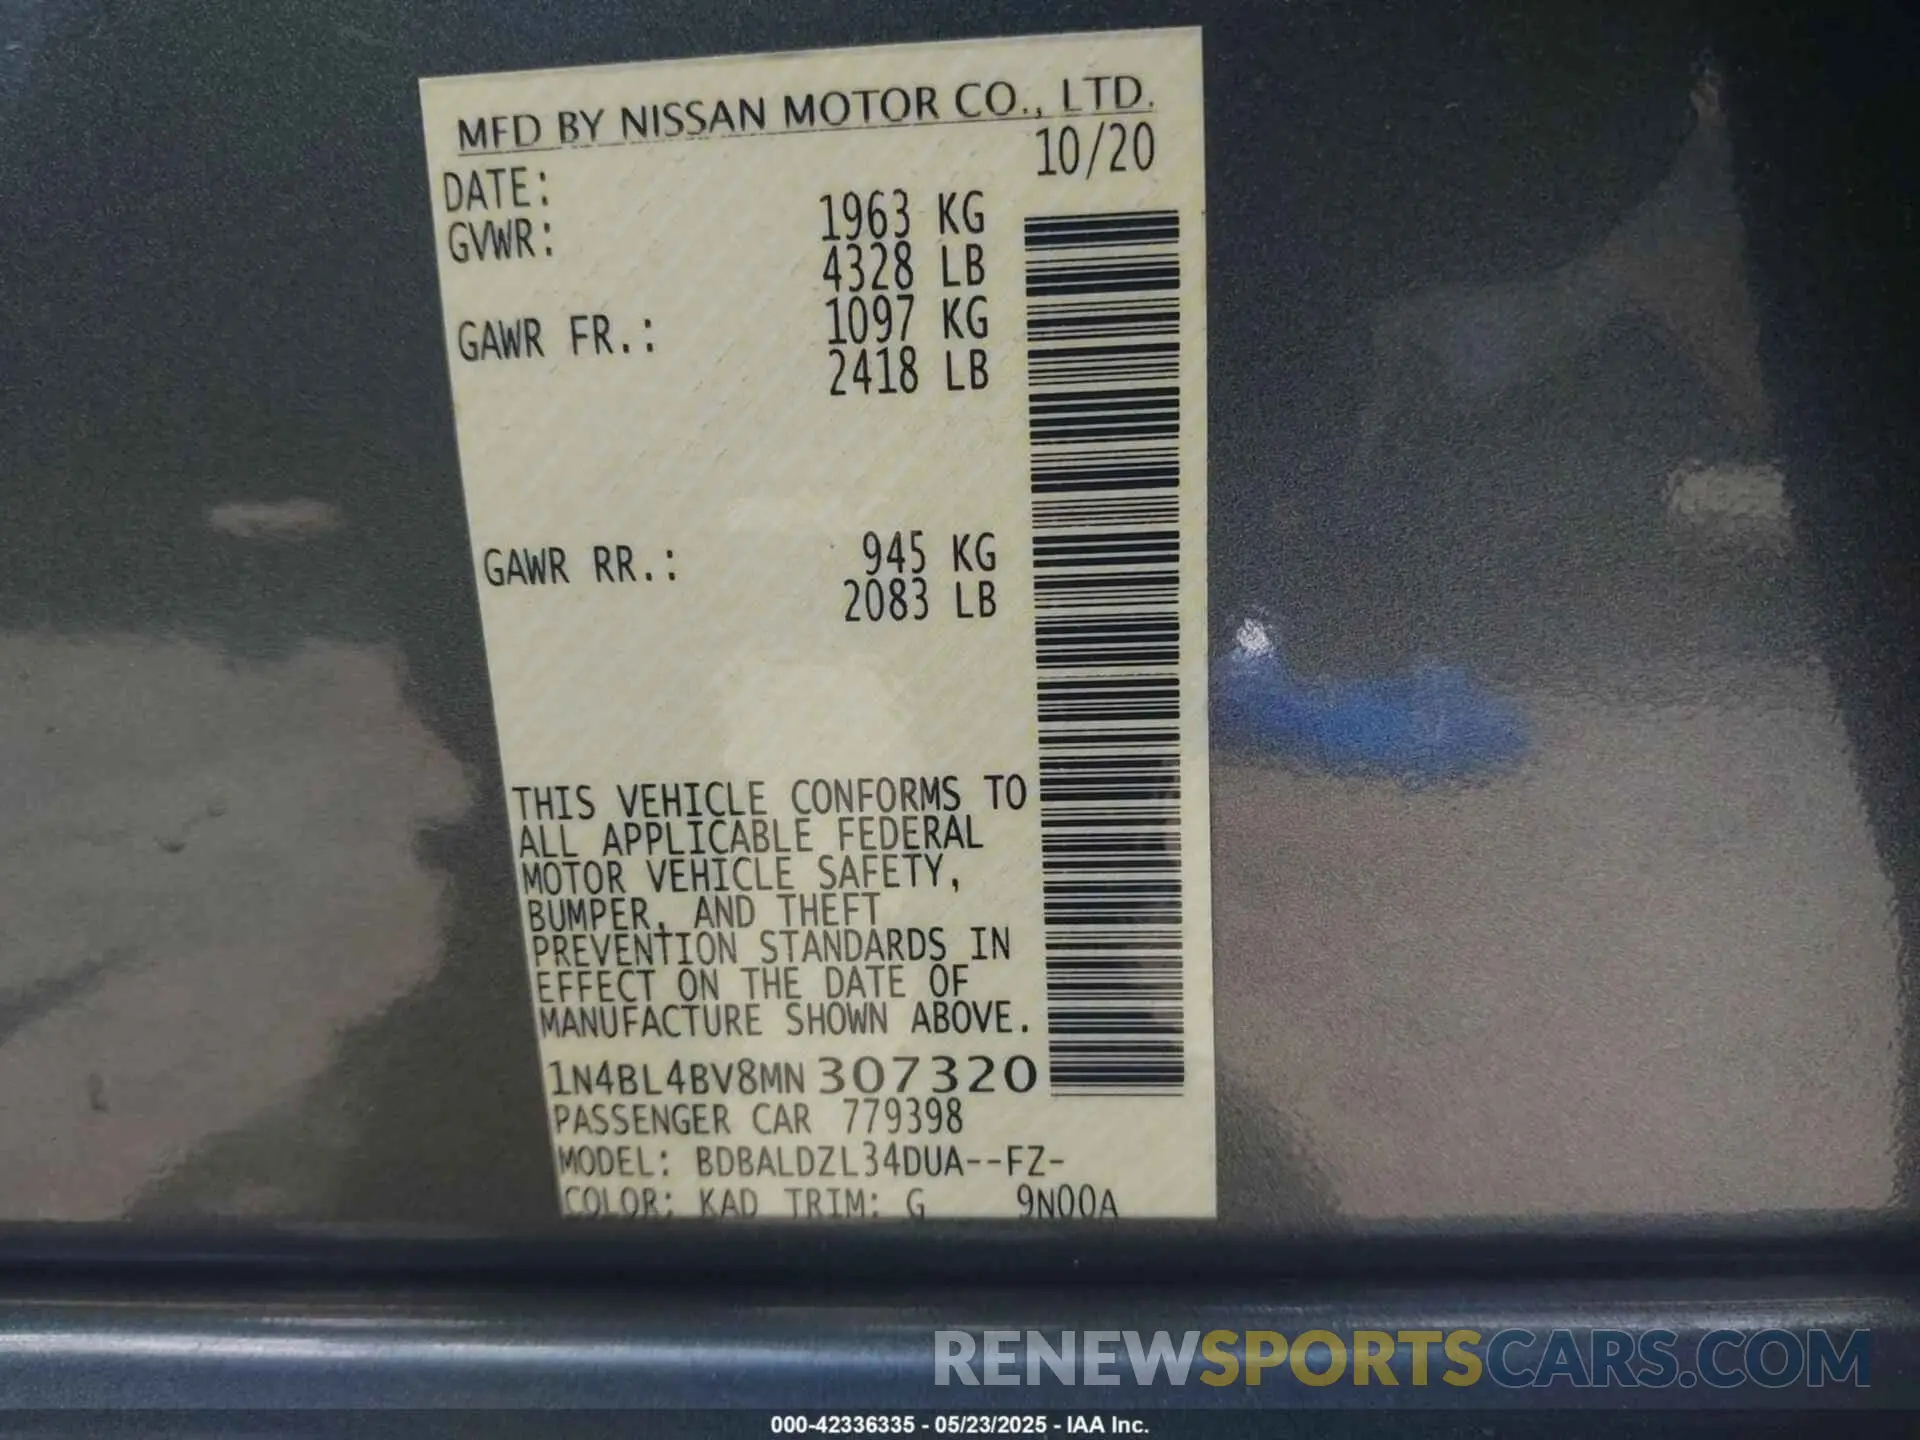 MFD BY NISSAN MOTOR CO., LTD.
DATE: 10/20
GVWR: 1963 KG
4328 LB
GAWR FR.: 1097 KG
2418 LB
GAWR RR.: 945 KG
2083 LB
THIS VEHICLE CONFORMS TO
ALL APPLICABLE FEDERAL
MOTOR VEHICLE SAFETY,
BUMPER, AND THEFT
PREVENTION STANDARDS IN
EFFECT ON THE DATE OF
MANUFACTURE SHOWN ABOVE.
1N4BL4BV8MN307320
PASSENGER CAR 779398
MODEL: BDBALDZL34DUA--FZ-
COLOR: KAD TRIM: G 9N00A
RENEWSPORTSCARS.COM
000-42336335 - 05/23/2025 - IAA Inc.